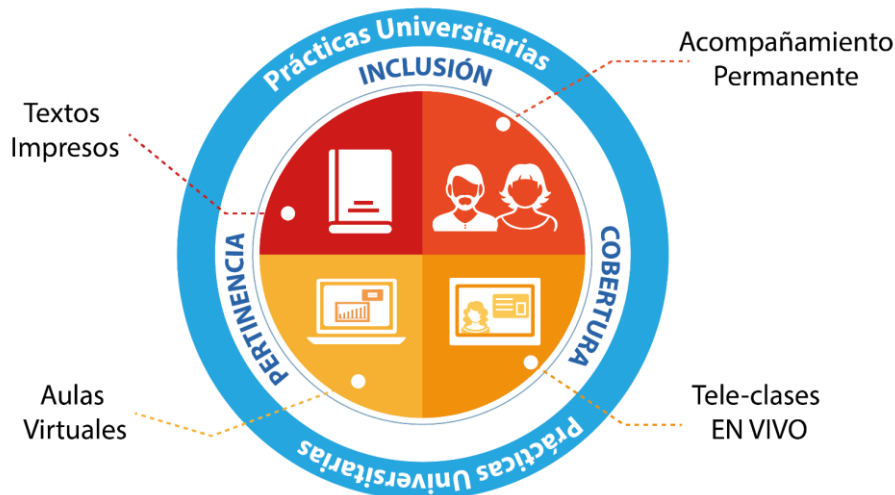 Prácticas Universitarias
INCLUSIÓN
Acompañamiento
Permanente
Textos
Impresos
PERTINENCIA
COBERTURA
Aulas
Virtuales
Tele-clases
EN VIVO
Prácticas Universitarias